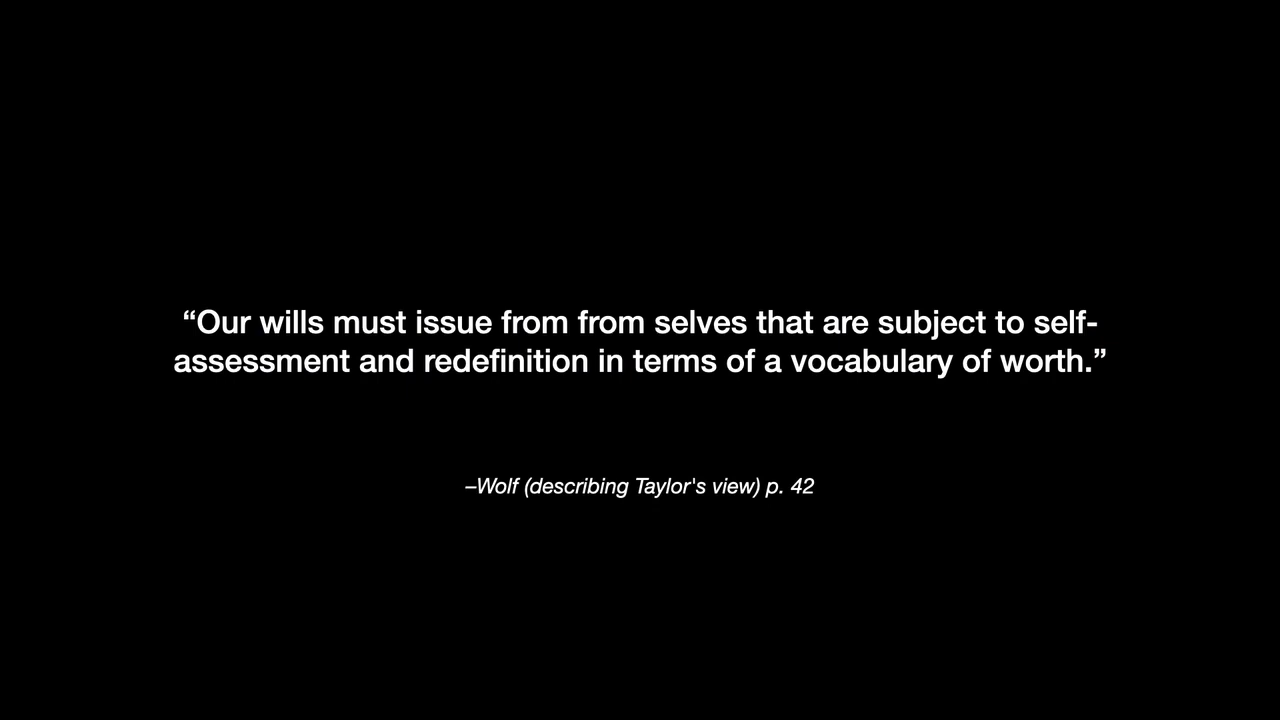 “Our wills must issue from from selves that are subject to self-
assessment and redefinition in terms of a vocabulary of worth.”
–Wolf (describing Taylor's view) p. 42